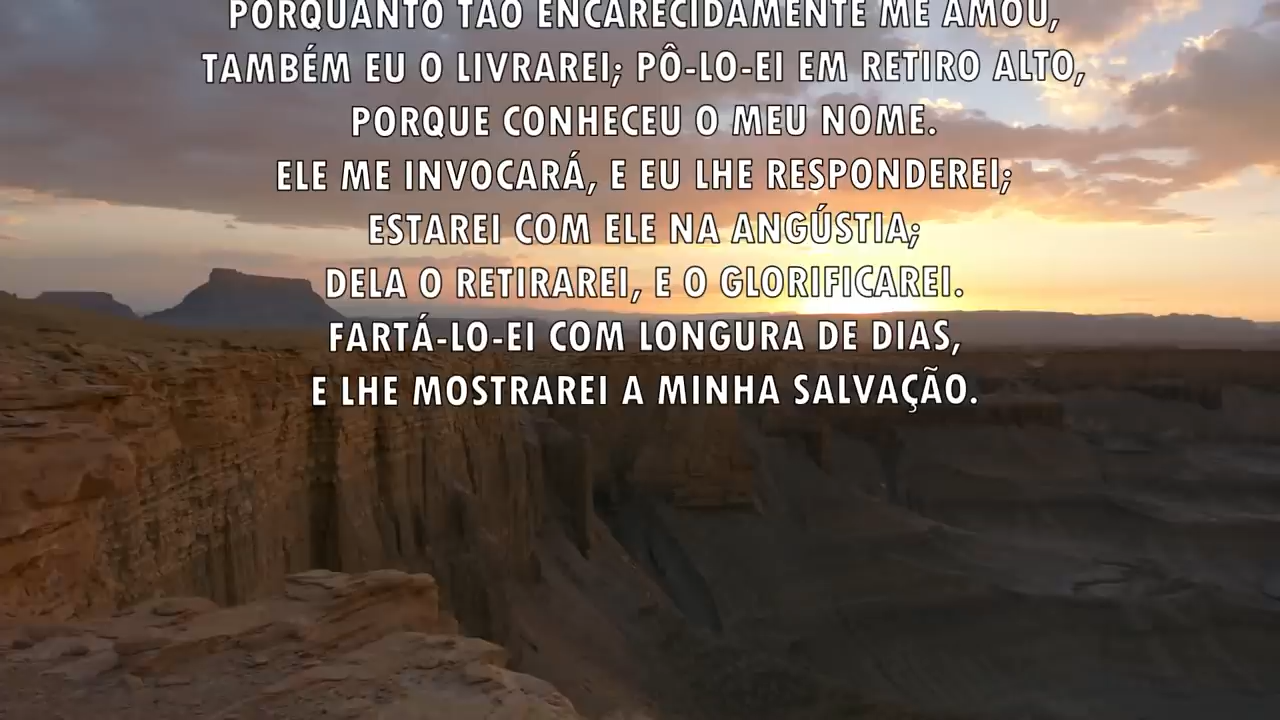 PORQUANTO TÃO ENCARECIDAMENTE ME AMOU,
TAMBÉM EU O LIVRAREI; PÔ-LO-EI EM RETIRO ALTO,
PORQUE CONHECEU O MEU NOME.
ELE ME INVOCARÁ, E EU LHE RESPONDEREI;
ESTAREI COM ELE NA ANGÚSTIA;
DELA O RETIRAREI, E O GLORIFICAREI.
FARTÁ-LO-EI COM LONGURA DE DIAS,
E LHE MOSTRAREI A MINHA SALVAÇÃO.